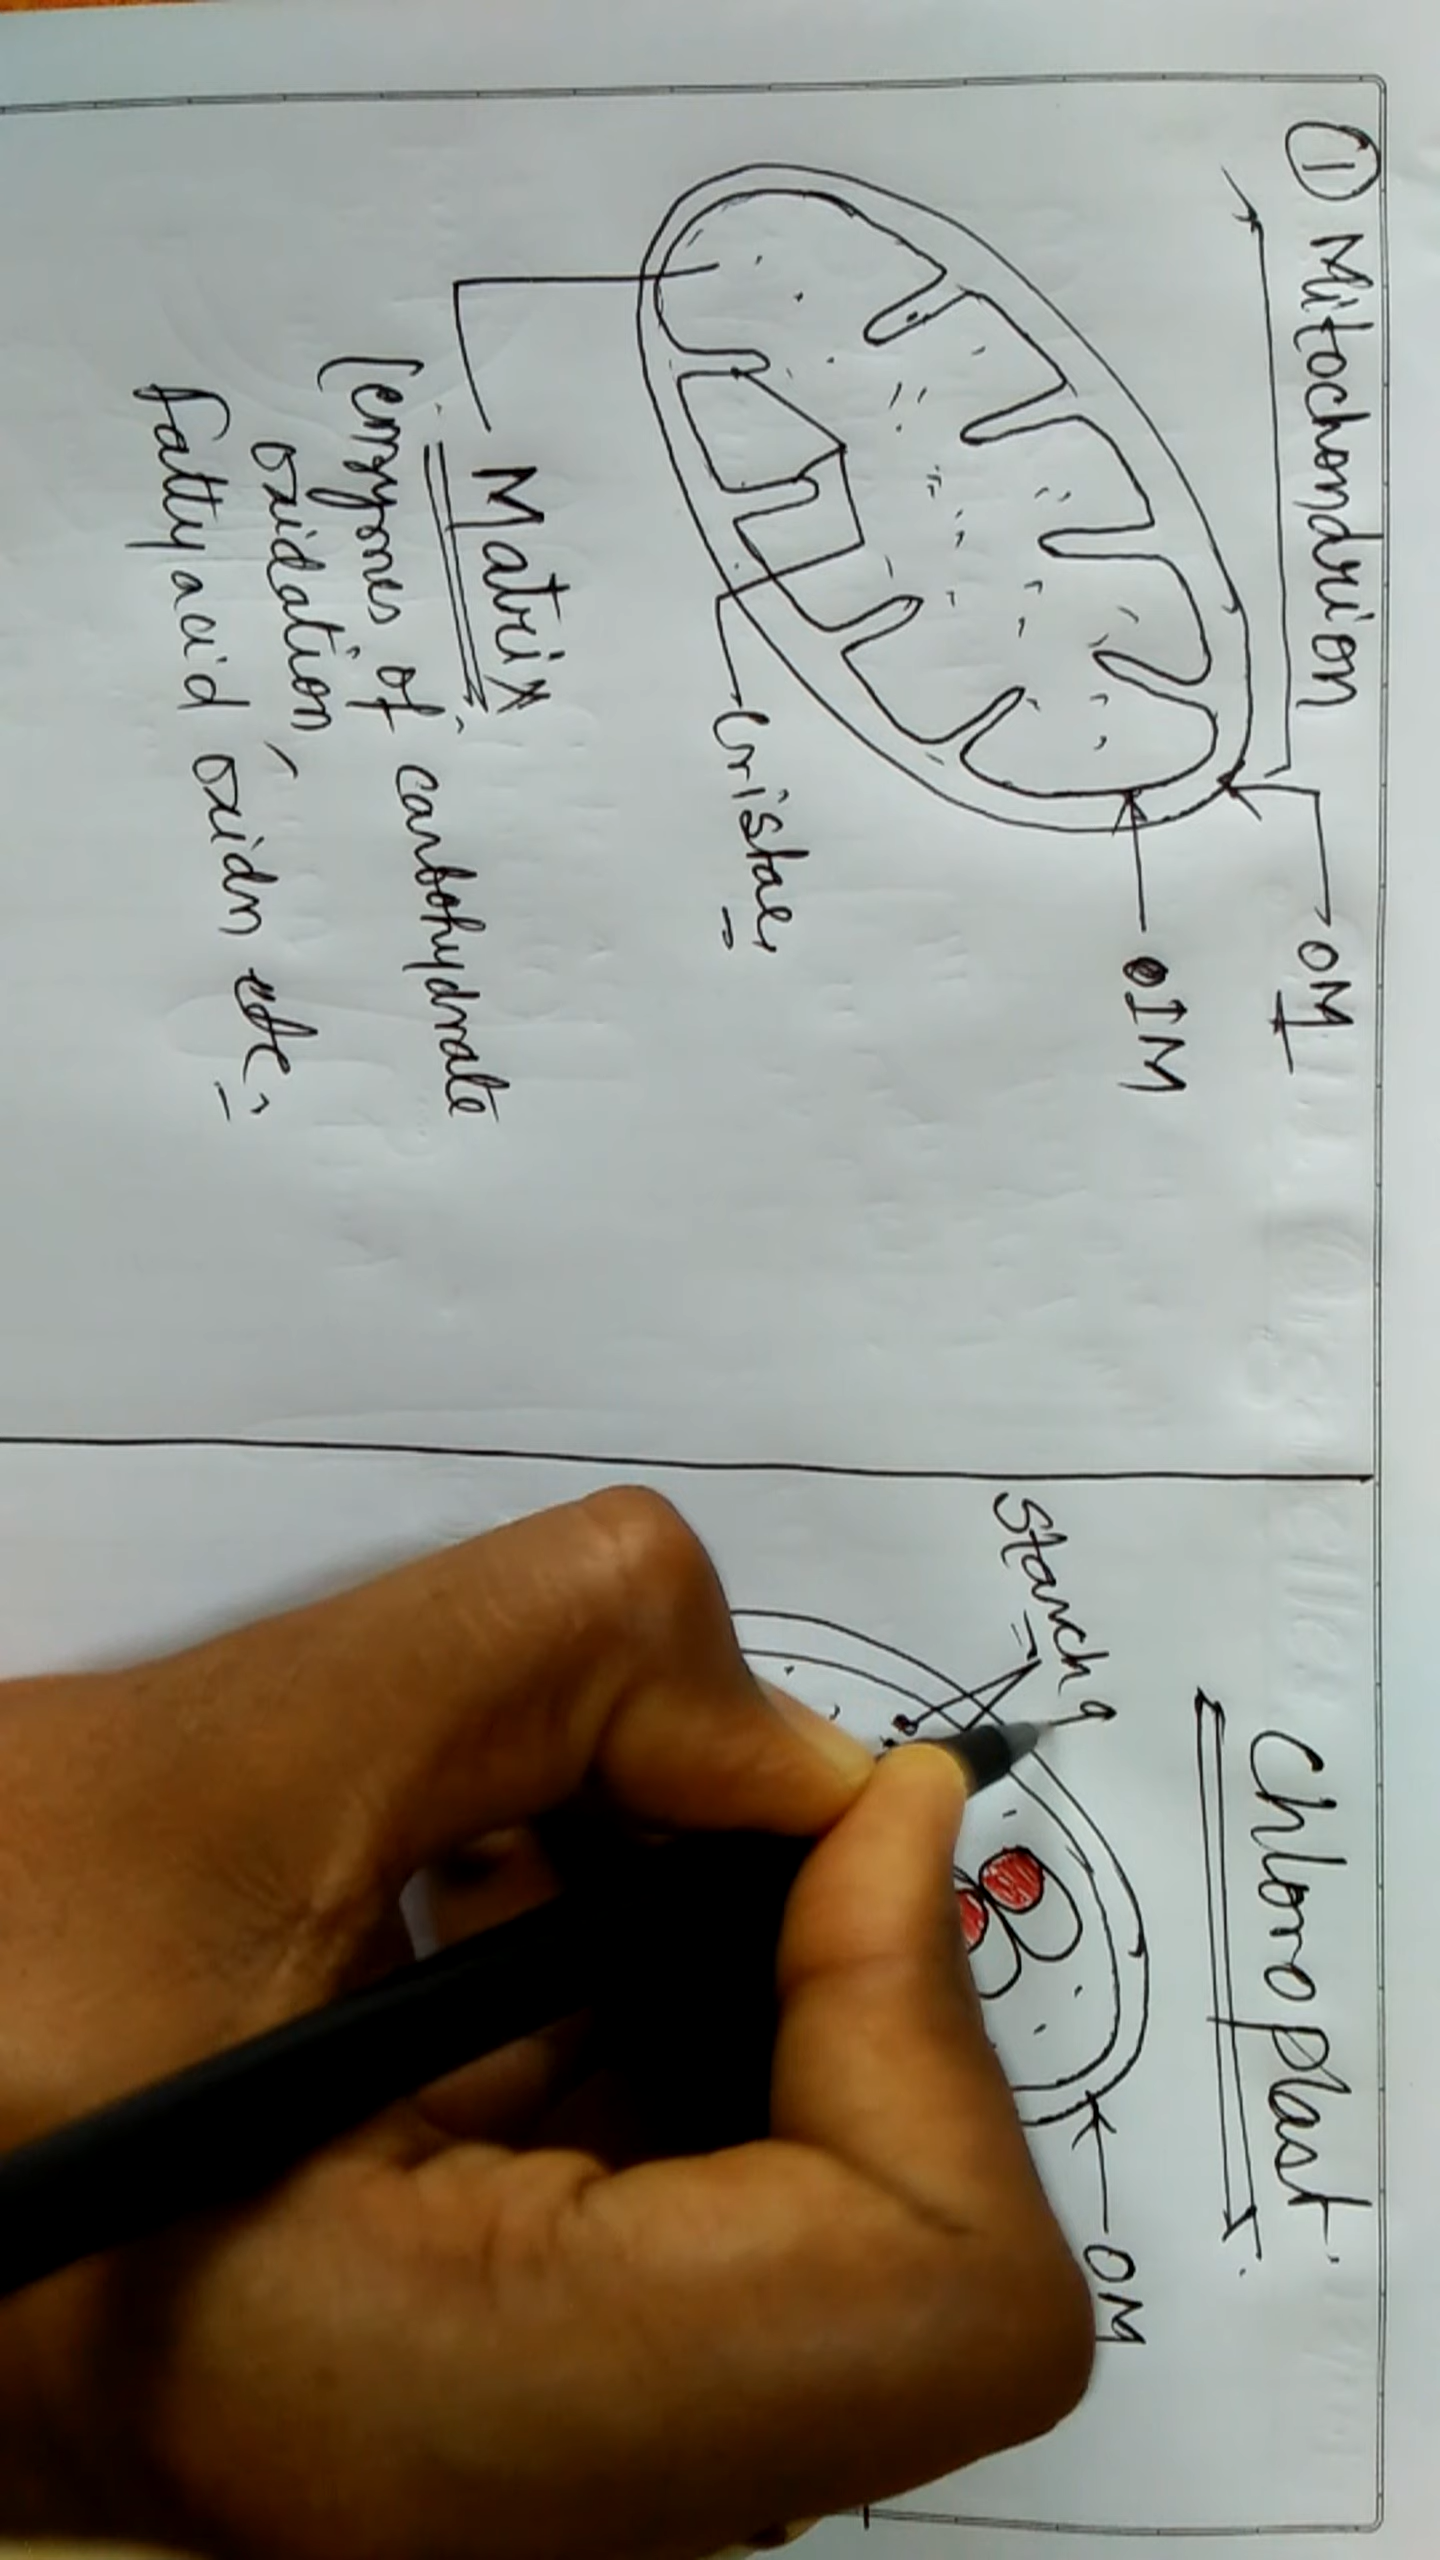 ① Mitochondrion
OM
IM
Cristae
Matrix
(enzymes of carbohydrate
oxidation,
fatty acid oxidn etc
Chloroplast
Starch g
OM